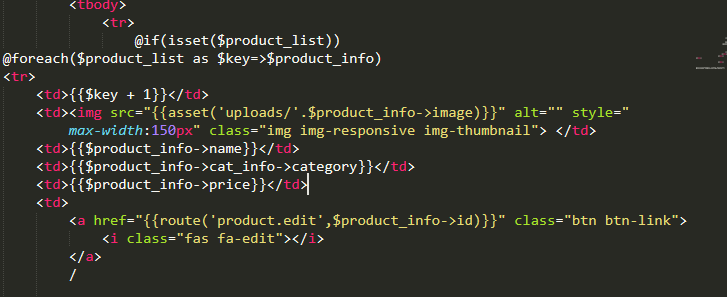 <tbody>
<tr>
@if(isset($product_list))
@foreach($product_list as $key=>$product_info)
<tr>
<td>{{$key + 1}}</td>
<td><img src="{{asset('uploads/'.$product_info->image)}}" alt="" style="
max-width:150px" class="img img-responsive img-thumbnail"> </td>
<td>{{$product_info->name}}</td>
<td>{{$product_info->cat_info->category}}</td>
<td>{{$product_info->price}}</td>
<td>
<a href="{{route('product.edit',$product_info->id)}}" class="btn btn-link">
<i class="fas fa-edit"></i>
</a>
/